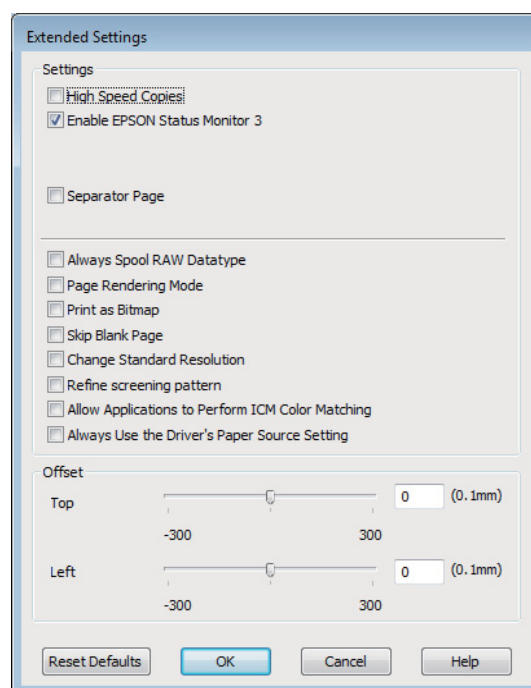 Extended Settings
Settings
High Speed Copies
Enable EPSON Status Monitor 3
Separator Page
Always Spool RAW Datatype
Page Rendering Mode
Print as Bitmap
Skip Blank Page
Change Standard Resolution
Refine screening pattern
Allow Applications to Perform ICM Color Matching
Always Use the Driver's Paper Source Setting
Offset
Top 0 (0.1mm)
-300 300
Left 0 (0.1mm)
-300 300
Reset Defaults OK Cancel Help